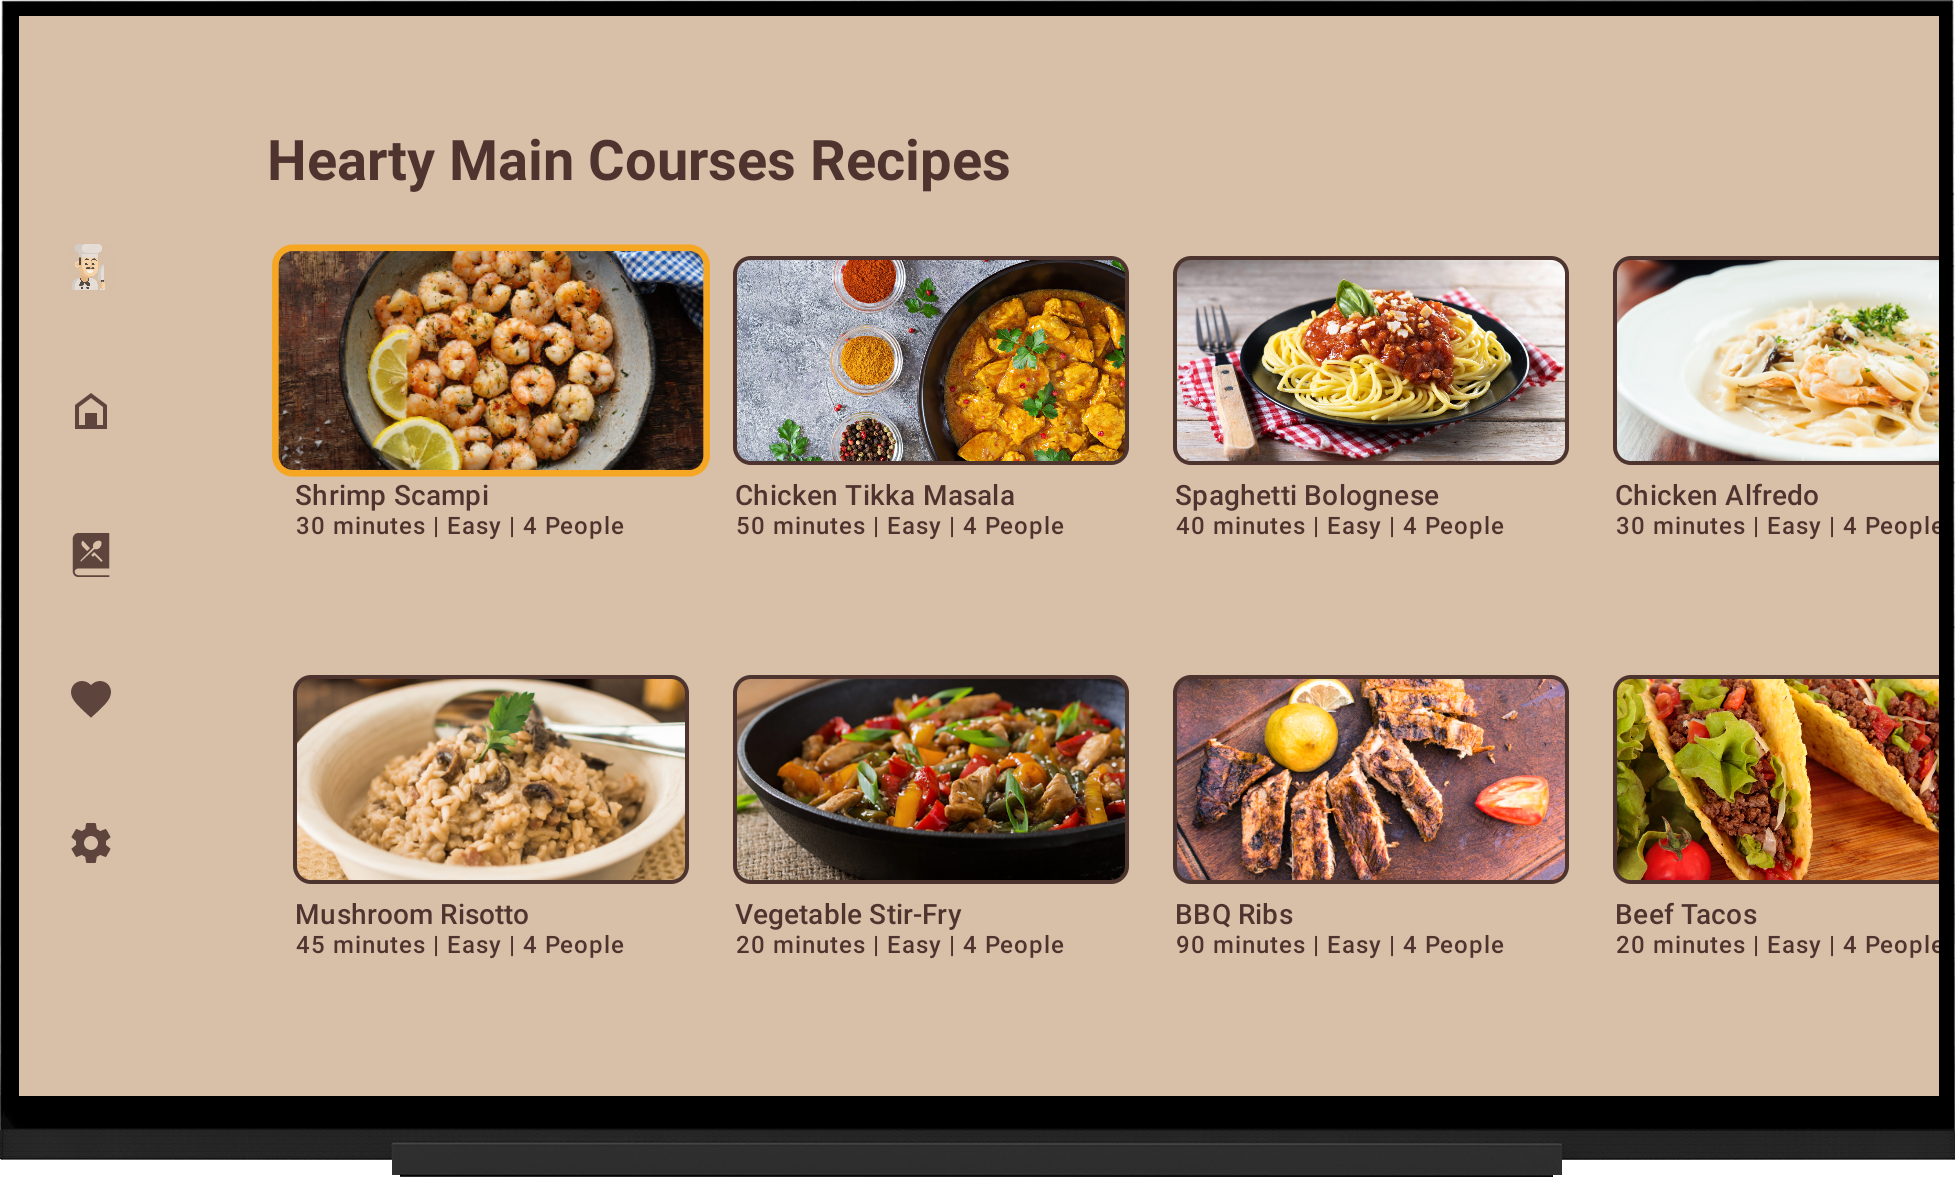 Hearty Main Courses Recipes
Shrimp Scampi
30 minutes | Easy | 4 People
Chicken Tikka Masala
50 minutes | Easy | 4 People
Spaghetti Bolognese
40 minutes | Easy | 4 People
Chicken Alfredo
30 minutes | Easy | 4 People
Mushroom Risotto
45 minutes | Easy | 4 People
Vegetable Stir-Fry
20 minutes | Easy | 4 People
BBQ Ribs
90 minutes | Easy | 4 People
Beef Tacos
20 minutes | Easy | 4 People